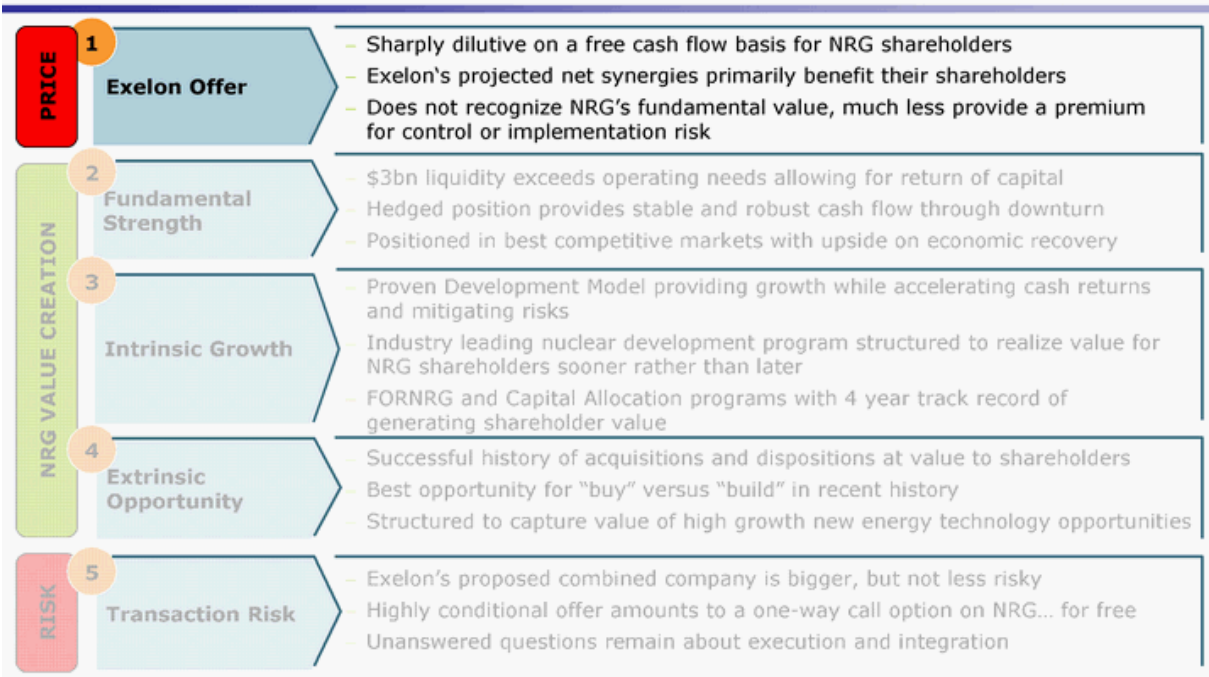 PRICE
1
Exelon Offer
– Sharply dilutive on a free cash flow basis for NRG shareholders
– Exelon‘s projected net synergies primarily benefit their shareholders
– Does not recognize NRG’s fundamental value, much less provide a premium
for control or implementation risk
NRG VALUE CREATION
2
Fundamental
Strength
– $3bn liquidity exceeds operating needs allowing for return of capital
– Hedged position provides stable and robust cash flow through downturn
– Positioned in best competitive markets with upside on economic recovery
3
Intrinsic Growth
– Proven Development Model providing growth while accelerating cash returns
and mitigating risks
– Industry leading nuclear development program structured to realize value for
NRG shareholders sooner rather than later
– FORNRG and Capital Allocation programs with 4 year track record of
generating shareholder value
4
Extrinsic
Opportunity
– Successful history of acquisitions and dispositions at value to shareholders
– Best opportunity for “buy” versus “build” in recent history
– Structured to capture value of high growth new energy technology opportunities
RISK
5
Transaction Risk
– Exelon’s proposed combined company is bigger, but not less risky
– Highly conditional offer amounts to a one-way call option on NRG… for free
– Unanswered questions remain about execution and integration